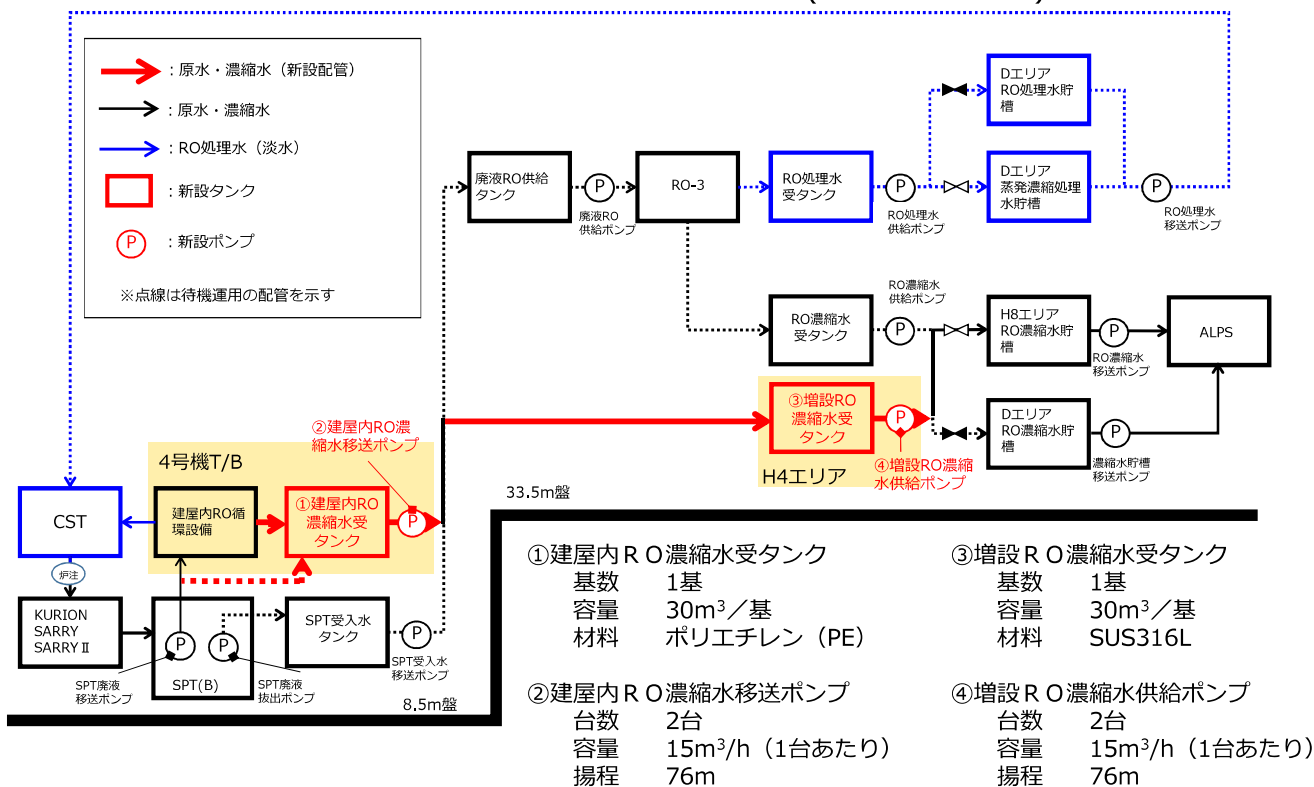 ：原水・濃縮水（新設配管）
：原水・濃縮水
：RO処理水（淡水）
：新設タンク
P
：新設ポンプ
※点線は待機運用の配管を示す
廃液RO供給
タンク
P
廃液RO
供給ポンプ
RO-3
RO処理水
受タンク
P
RO処理水
供給ポンプ
Dエリア
RO処理水貯
槽
Dエリア
蒸発濃縮処理
水貯槽
P
RO処理水
移送ポンプ
RO濃縮水
受タンク
RO濃縮水
供給ポンプ
P
H8エリア
RO濃縮水貯
槽
P
RO濃縮水
移送ポンプ
ALPS
③増設RO
濃縮水受
タンク
P
④増設RO濃縮
水供給ポンプ
H4エリア
Dエリア
RO濃縮水貯
槽
P
濃縮水貯槽
移送ポンプ
②建屋内RO濃
縮水移送ポンプ
4号機T/B
CST
建屋内RO循
環設備
①建屋内RO
濃縮水受
タンク
P
33.5m盤
炉注
KURION
SARRY
SARRYⅡ
P
P
SPT(B)
SPT廃液
移送ポンプ
SPT廃液
抜出ポンプ
SPT受入水
タンク
P
SPT受入水
移送ポンプ
8.5m盤
①建屋内ＲＯ濃縮水受タンク
基数 1基
容量 30m³／基
材料 ポリエチレン（PE）
②建屋内ＲＯ濃縮水移送ポンプ
台数 2台
容量 15m³/h（1台あたり）
揚程 76m
③増設ＲＯ濃縮水受タンク
基数 1基
容量 30m³／基
材料 SUS316L
④増設ＲＯ濃縮水供給ポンプ
台数 2台
容量 15m³/h（1台あたり）
揚程 76m